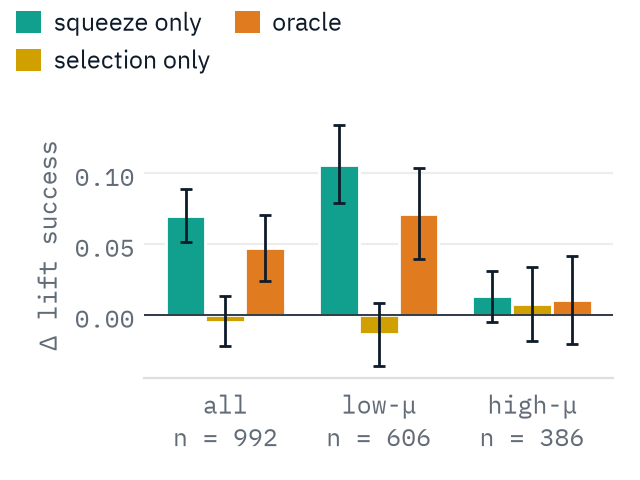 squeeze only
oracle
selection only
Δ lift success
0.10
0.05
0.00
all
low-μ
high-μ
n = 992
n = 606
n = 386